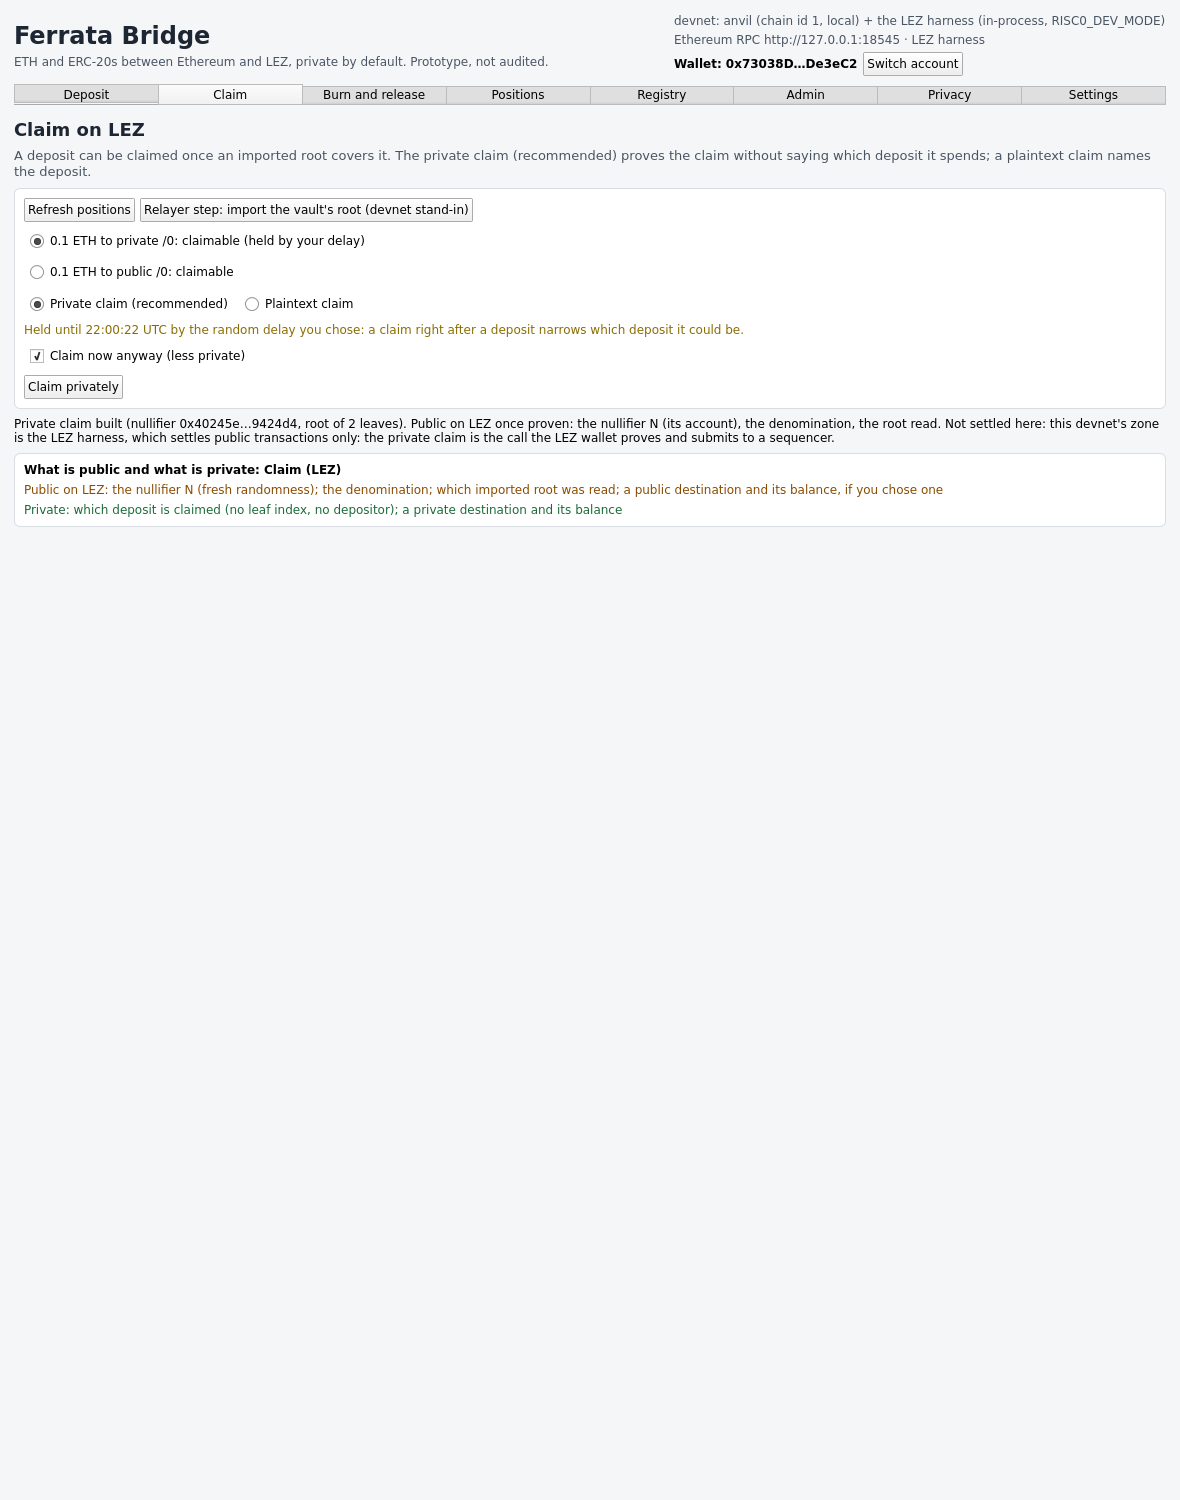 Ferrata Bridge
ETH and ERC-20s between Ethereum and LEZ, private by default. Prototype, not audited.
devnet: anvil (chain id 1, local) + the LEZ harness (in-process, RISC0_DEV_MODE)
Ethereum RPC http://127.0.0.1:18545 · LEZ harness
Wallet: 0x73038D…De3eC2 Switch account
Deposit Claim Burn and release Positions Registry Admin Privacy Settings
Claim on LEZ
A deposit can be claimed once an imported root covers it. The private claim (recommended) proves the claim without saying which deposit it spends; a plaintext claim names
the deposit.
Refresh positions Relayer step: import the vault's root (devnet stand-in)
0.1 ETH to private /0: claimable (held by your delay)
0.1 ETH to public /0: claimable
Private claim (recommended) Plaintext claim
Held until 22:00:22 UTC by the random delay you chose: a claim right after a deposit narrows which deposit it could be.
Claim now anyway (less private)
Claim privately
Private claim built (nullifier 0x40245e…9424d4, root of 2 leaves). Public on LEZ once proven: the nullifier N (its account), the denomination, the root read. Not settled here: this devnet's zone
is the LEZ harness, which settles public transactions only: the private claim is the call the LEZ wallet proves and submits to a sequencer.
What is public and what is private: Claim (LEZ)
Public on LEZ: the nullifier N (fresh randomness); the denomination; which imported root was read; a public destination and its balance, if you chose one
Private: which deposit is claimed (no leaf index, no depositor); a private destination and its balance